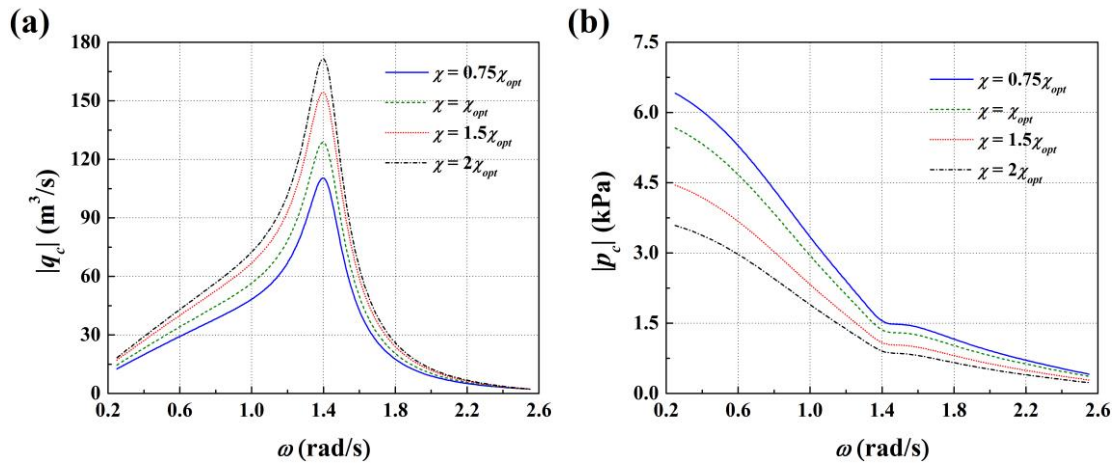 (a)
180
150
120
90
60
30
0
|q_c| (m³/s)
χ = 0.75χ_opt
χ = χ_opt
χ = 1.5χ_opt
χ = 2χ_opt
0.2 0.6 1.0 1.4 1.8 2.2 2.6
ω (rad/s)
(b)
7.5
6.0
4.5
3.0
1.5
0.0
|p_c| (kPa)
χ = 0.75χ_opt
χ = χ_opt
χ = 1.5χ_opt
χ = 2χ_opt
0.2 0.6 1.0 1.4 1.8 2.2 2.6
ω (rad/s)